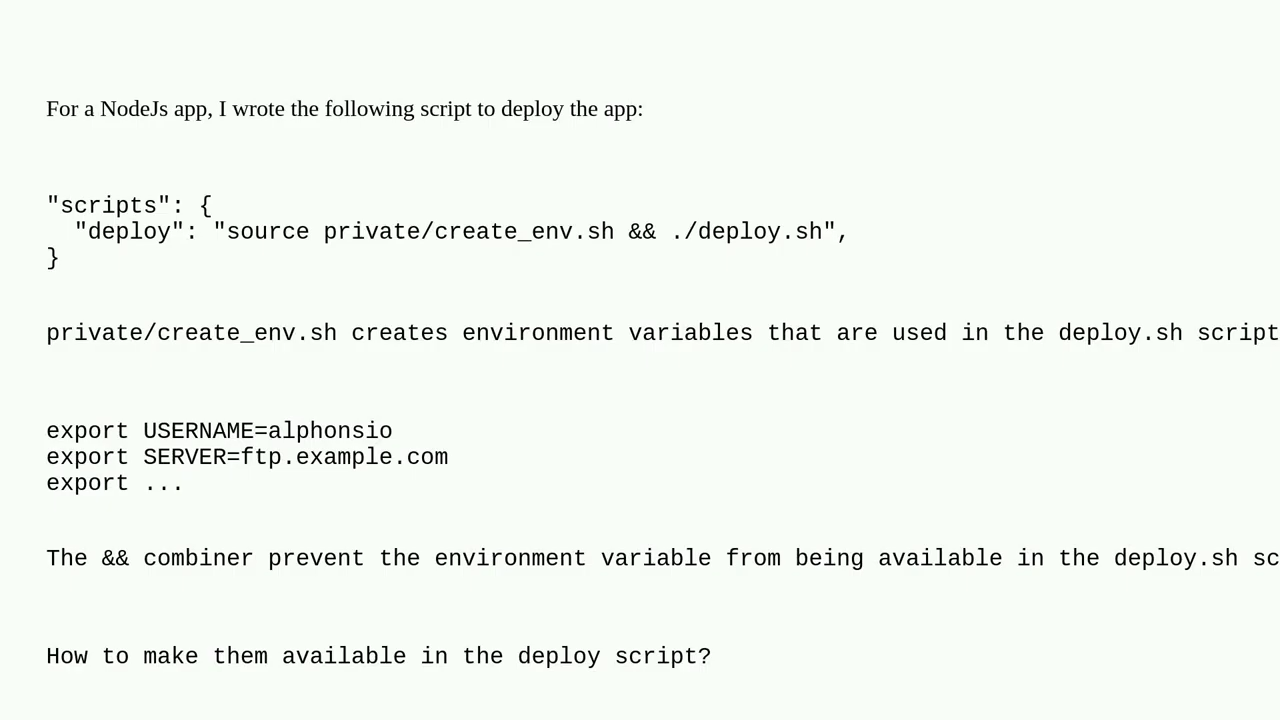 For a NodeJs app, I wrote the following script to deploy the app:
"scripts": {
  "deploy": "source private/create_env.sh && ./deploy.sh",
}
private/create_env.sh creates environment variables that are used in the deploy.sh script
export USERNAME=alphonsio
export SERVER=ftp.example.com
export ...
The && combiner prevent the environment variable from being available in the deploy.sh
How to make them available in the deploy script?